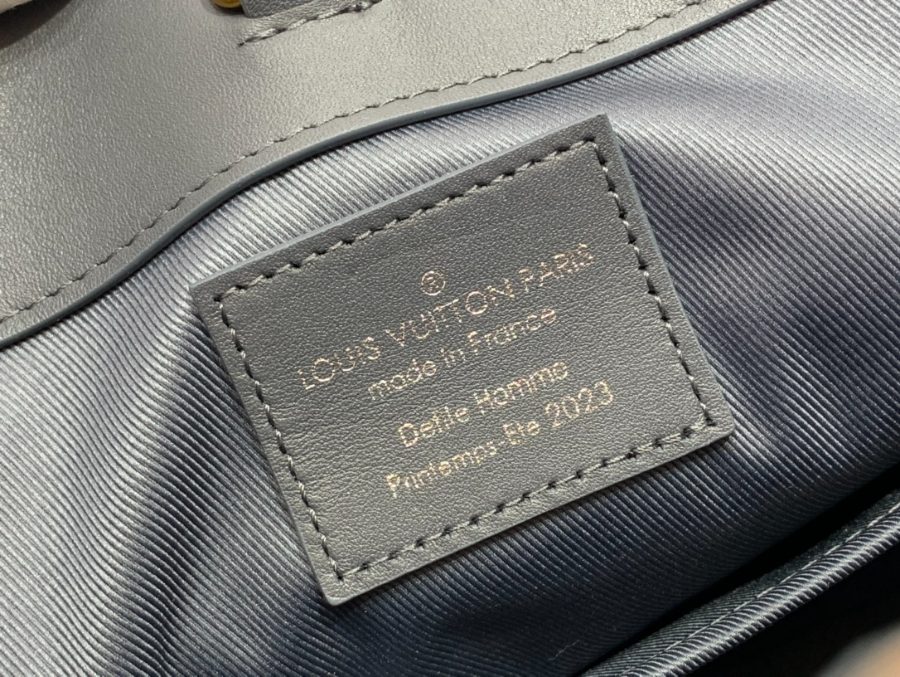 ®
LOUIS VUITTON PARIS
made in France
Defile Homme
Printemps-Ete 2023